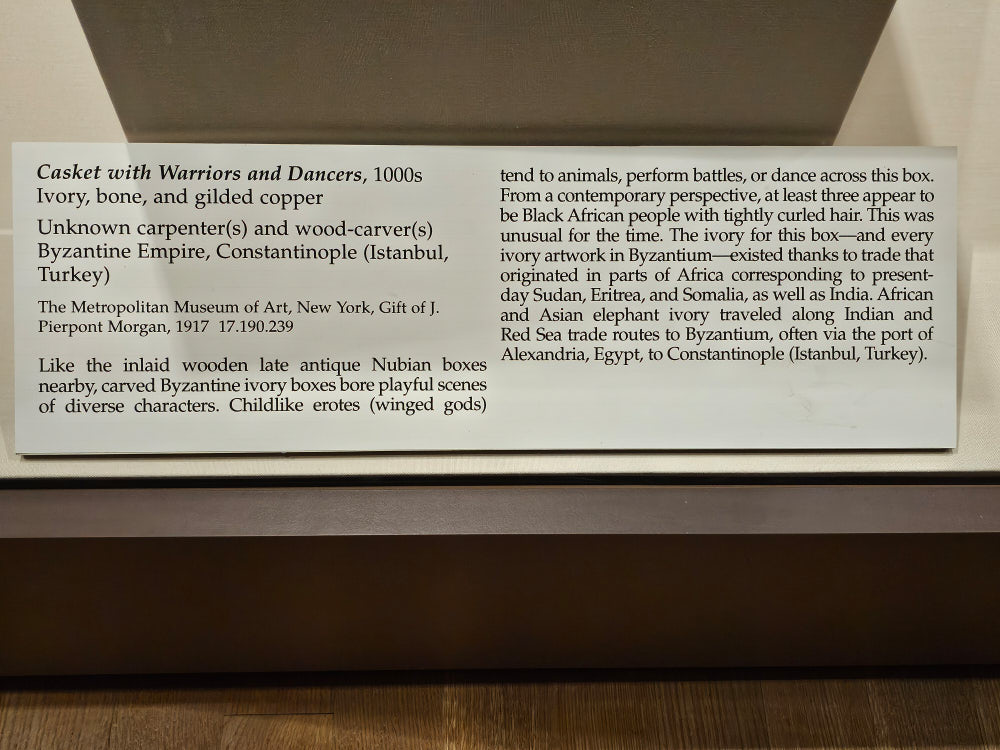 Casket with Warriors and Dancers, 1000s
Ivory, bone, and gilded copper
Unknown carpenter(s) and wood-carver(s)
Byzantine Empire, Constantinople (Istanbul,
Turkey)
The Metropolitan Museum of Art, New York, Gift of J.
Pierpont Morgan, 1917 17.190.239
Like the inlaid wooden late antique Nubian boxes
nearby, carved Byzantine ivory boxes bore playful scenes
of diverse characters. Childlike erotes (winged gods)
tend to animals, perform battles, or dance across this box.
From a contemporary perspective, at least three appear to
be Black African people with tightly curled hair. This was
unusual for the time. The ivory for this box—and every
ivory artwork in Byzantium—existed thanks to trade that
originated in parts of Africa corresponding to present-
day Sudan, Eritrea, and Somalia, as well as India. African
and Asian elephant ivory traveled along Indian and
Red Sea trade routes to Byzantium, often via the port of
Alexandria, Egypt, to Constantinople (Istanbul, Turkey).